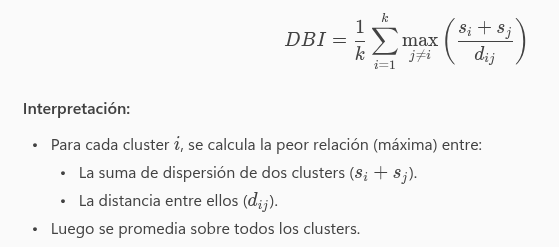 $DBI = \frac{1}{k} \sum_{i=1}^{k} \max_{j \neq i} \left( \frac{s_i + s_j}{d_{ij}} \right)$
Interpretación:
• Para cada cluster $i$, se calcula la peor relación (máxima) entre:
• La suma de dispersión de dos clusters ($s_i + s_j$).
• La distancia entre ellos ($d_{ij}$).
• Luego se promedia sobre todos los clusters.